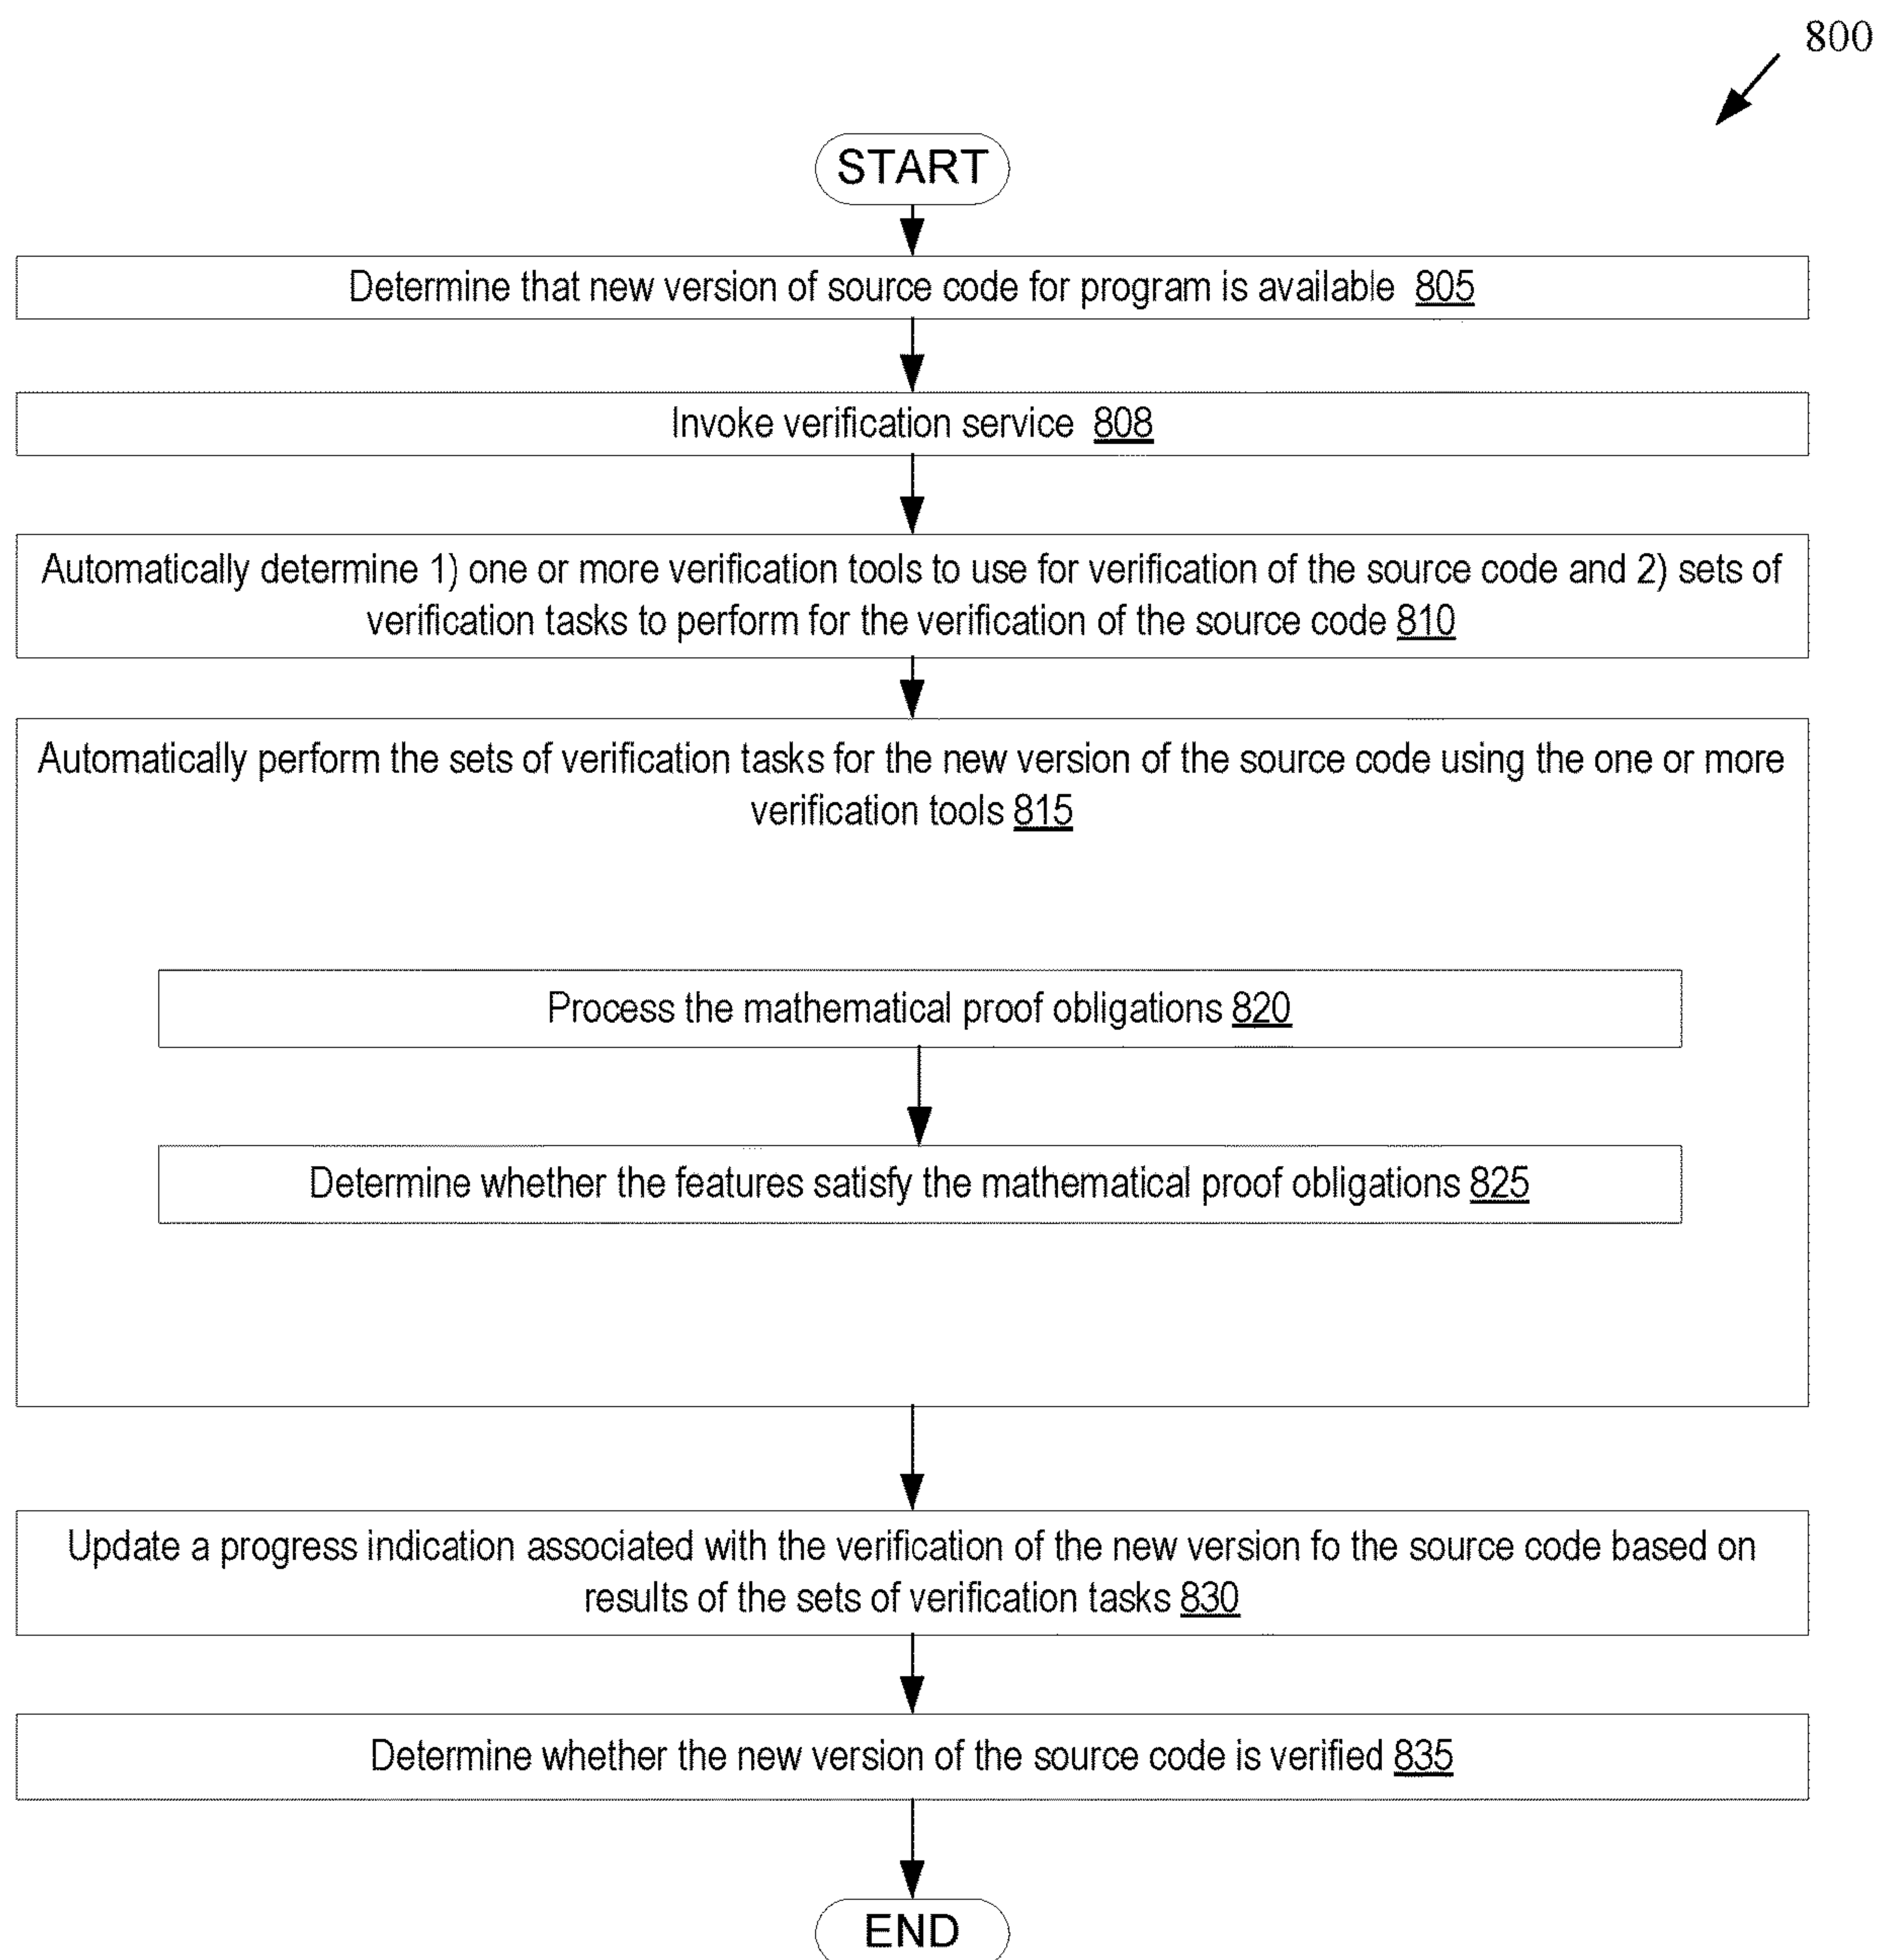 800
START
Determine that new version of source code for program is available 805
Invoke verification service 808
Automatically determine 1) one or more verification tools to use for verification of the source code and 2) sets of
verification tasks to perform for the verification of the source code 810
Automatically perform the sets of verification tasks for the new version of the source code using the one or more
verification tools 815
Process the mathematical proof obligations 820
Determine whether the features satisfy the mathematical proof obligations 825
Update a progress indication associated with the verification of the new version fo the source code based on
results of the sets of verification tasks 830
Determine whether the new version of the source code is verified 835
END